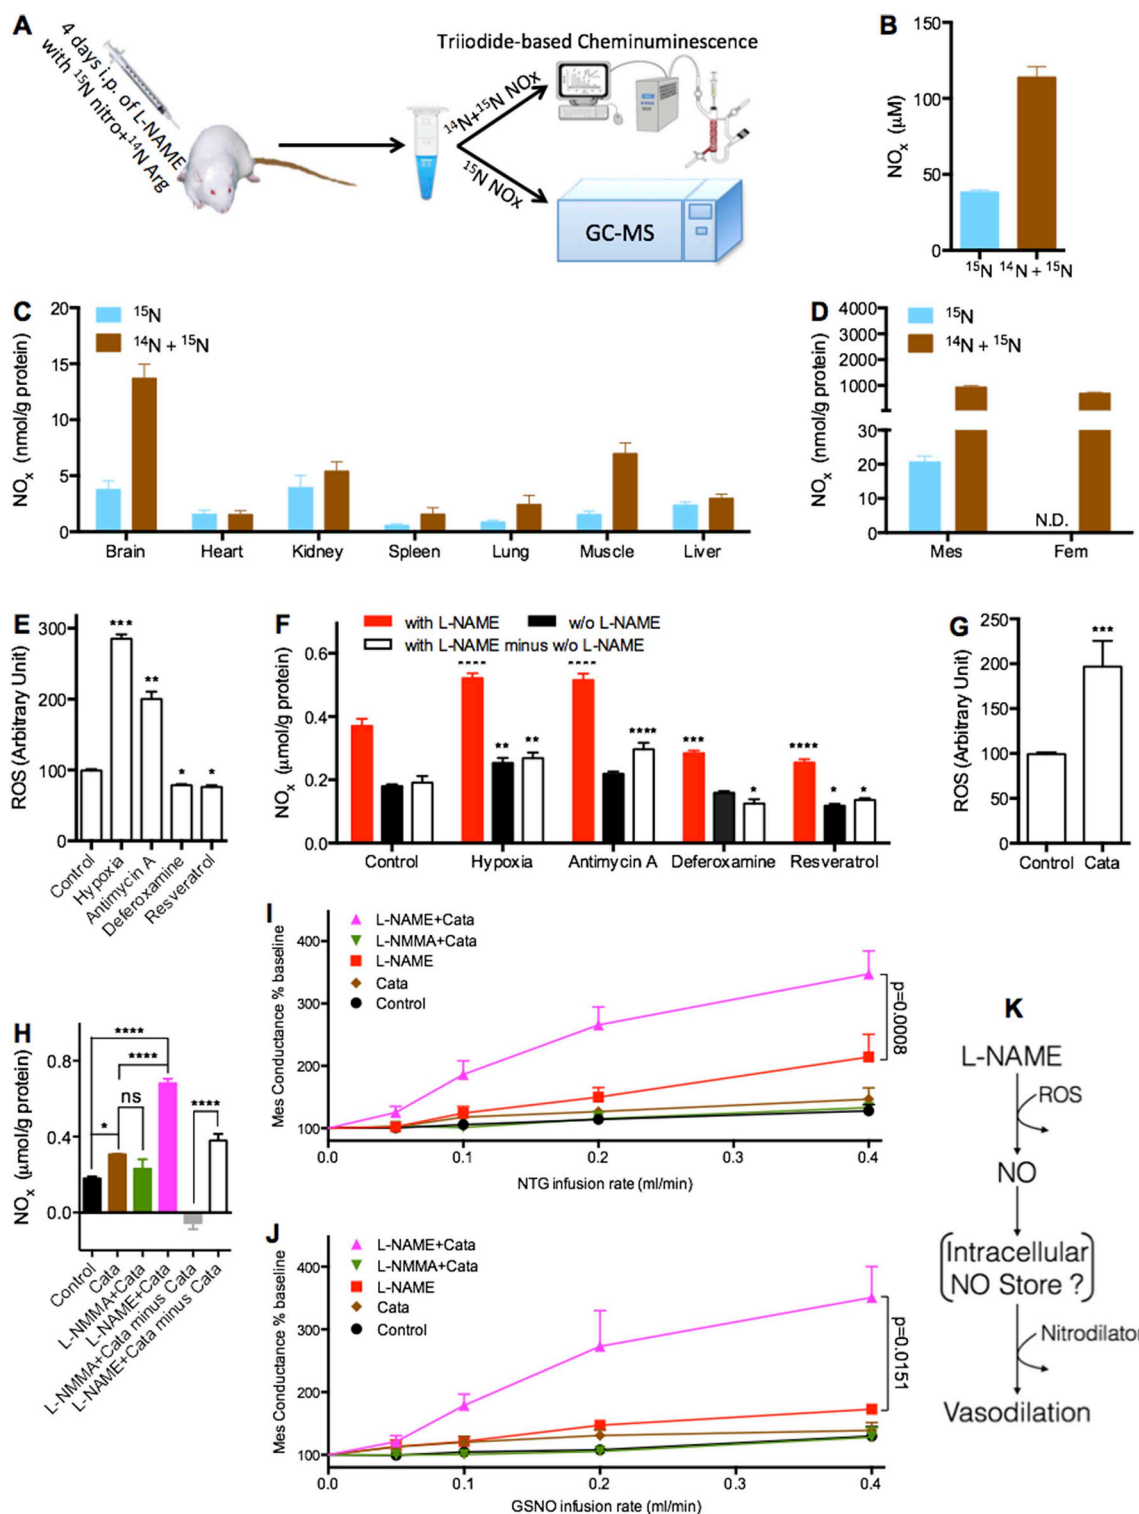 A
4 days i.p. of L-NAME
with ¹⁵N nitro+¹⁴N Arg
Triiodide-based Cheminuminescence
¹⁴N+¹⁵N NOx
¹⁵N NOx
GC-MS
B
NOₓ (μM)
150
100
50
0
¹⁵N ¹⁴N + ¹⁵N
C
¹⁵N
¹⁴N + ¹⁵N
NOₓ (nmol/g protein)
20
15
10
5
0
Brain Heart Kidney Spleen Lung Muscle Liver
D
¹⁵N
¹⁴N + ¹⁵N
NOₓ (nmol/g protein)
4000
3000
2000
1000
30
20
10
0
N.D.
Mes Fem
E
ROS (Arbitrary Unit)
300
200
100
0
***
**
*
*
Control
Hypoxia
Antimycin A
Deferoxamine
Resveratrol
F
with L-NAME
w/o L-NAME
with L-NAME minus w/o L-NAME
NOₓ (μmol/g protein)
0.6
0.4
0.2
0.0
****
**
**
****
****
***
*
****
*
*
Control Hypoxia Antimycin A Deferoxamine Resveratrol
G
ROS (Arbitrary Unit)
250
200
150
100
50
0
***
Control Cata
H
NOₓ (μmol/g protein)
0.8
0.4
0.0
****
****
ns
****
*
Control
Cata
L-NMMA+Cata
L-NAME+Cata
L-NMMA+Cata minus Cata
L-NAME+Cata minus Cata
I
L-NAME+Cata
L-NMMA+Cata
L-NAME
Cata
Control
Mes Conductance % baseline
400
300
200
100
p=0.0008
0.0 0.1 0.2 0.3 0.4
NTG infusion rate (ml/min)
J
L-NAME+Cata
L-NMMA+Cata
L-NAME
Cata
Control
Mes Conductance % baseline
400
300
200
100
p=0.0151
0.0 0.1 0.2 0.3 0.4
GSNO infusion rate (ml/min)
K
L-NAME
ROS
NO
Intracellular
NO Store ?
Nitrodilator
Vasodilation